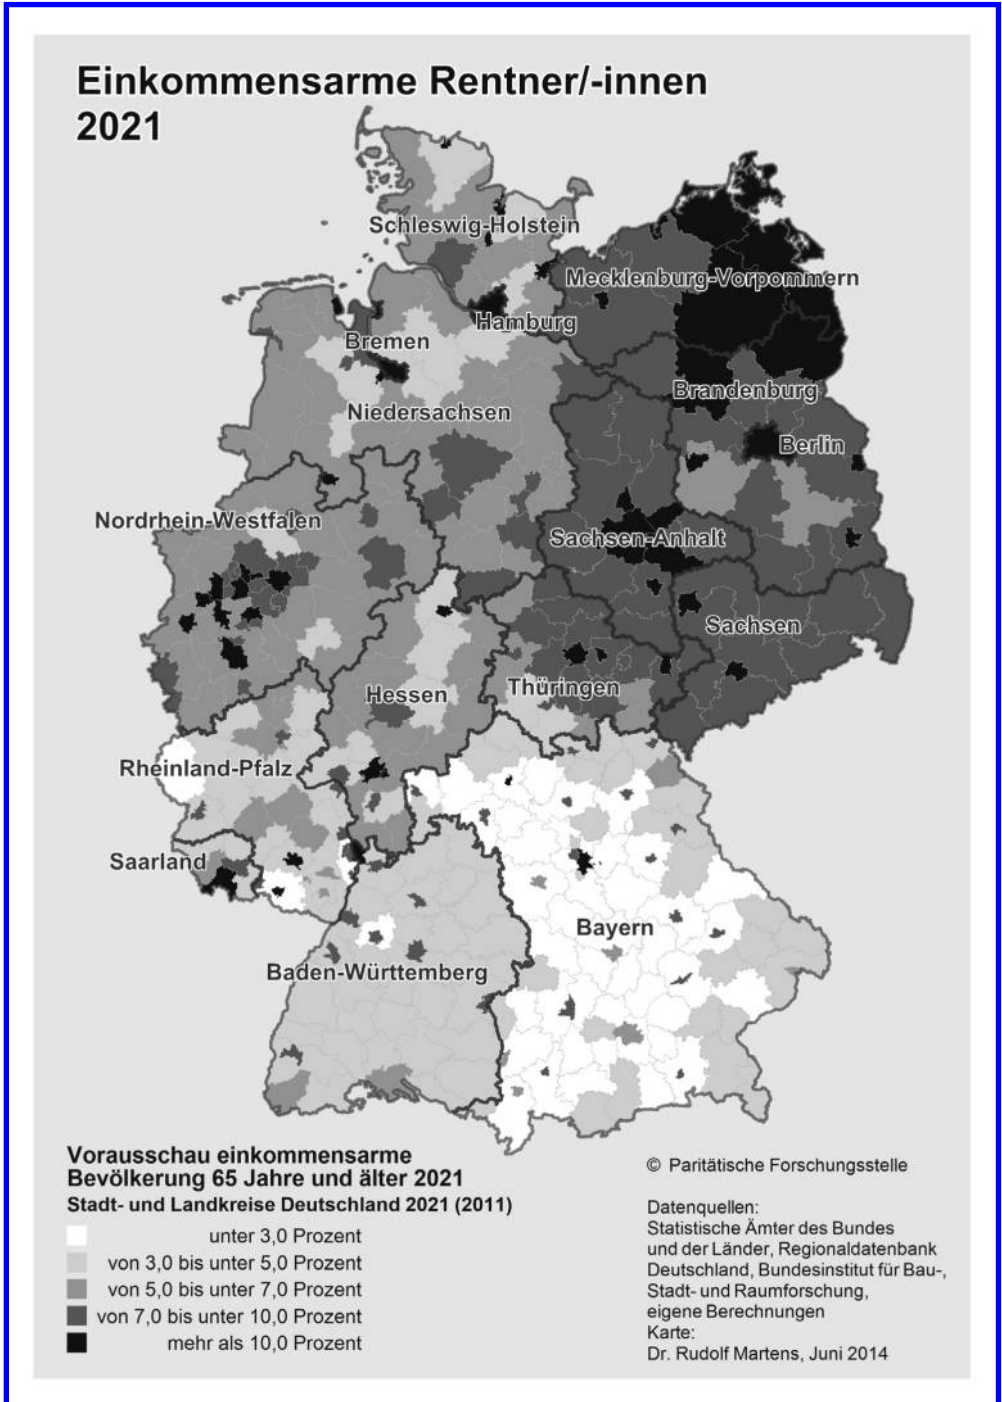 Einkommensarme Rentner/-innen
2021
Schleswig-Holstein
Mecklenburg-Vorpommern
Hamburg
Bremen
Brandenburg
Niedersachsen
Berlin
Nordrhein-Westfalen
Sachsen-Anhalt
Sachsen
Hessen
Thüringen
Rheinland-Pfalz
Saarland
Bayern
Baden-Württemberg
Vorausschau einkommensarme
Bevölkerung 65 Jahre und älter 2021
Stadt- und Landkreise Deutschland 2021 (2011)
unter 3,0 Prozent
von 3,0 bis unter 5,0 Prozent
von 5,0 bis unter 7,0 Prozent
von 7,0 bis unter 10,0 Prozent
mehr als 10,0 Prozent
© Paritätische Forschungsstelle
Datenquellen:
Statistische Ämter des Bundes
und der Länder, Regionaldatenbank
Deutschland, Bundesinstitut für Bau-,
Stadt- und Raumforschung,
eigene Berechnungen
Karte:
Dr. Rudolf Martens, Juni 2014